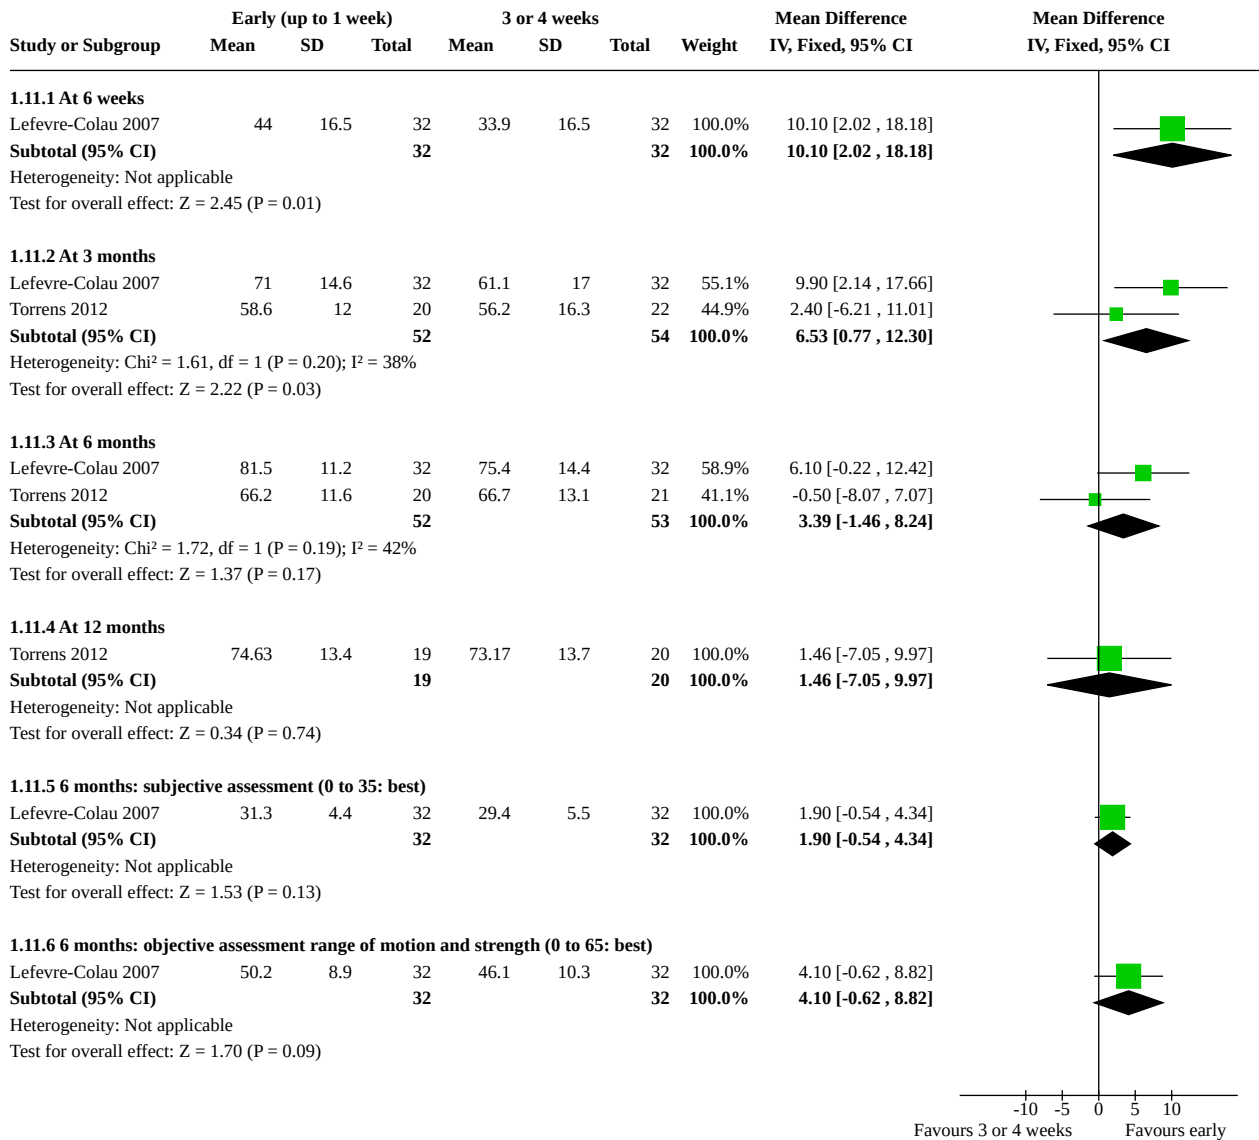 Early (up to 1 week) 3 or 4 weeks Mean Difference Mean Difference
Study or Subgroup Mean SD Total Mean SD Total Weight IV, Fixed, 95% CI IV, Fixed, 95% CI
1.11.1 At 6 weeks
Lefevre-Colau 2007 44 16.5 32 33.9 16.5 32 100.0% 10.10 [2.02 , 18.18]
Subtotal (95% CI) 32 32 100.0% 10.10 [2.02 , 18.18]
Heterogeneity: Not applicable
Test for overall effect: Z = 2.45 (P = 0.01)
1.11.2 At 3 months
Lefevre-Colau 2007 71 14.6 32 61.1 17 32 55.1% 9.90 [2.14 , 17.66]
Torrens 2012 58.6 12 20 56.2 16.3 22 44.9% 2.40 [-6.21 , 11.01]
Subtotal (95% CI) 52 54 100.0% 6.53 [0.77 , 12.30]
Heterogeneity: Chi² = 1.61, df = 1 (P = 0.20); I² = 38%
Test for overall effect: Z = 2.22 (P = 0.03)
1.11.3 At 6 months
Lefevre-Colau 2007 81.5 11.2 32 75.4 14.4 32 58.9% 6.10 [-0.22 , 12.42]
Torrens 2012 66.2 11.6 20 66.7 13.1 21 41.1% -0.50 [-8.07 , 7.07]
Subtotal (95% CI) 52 53 100.0% 3.39 [-1.46 , 8.24]
Heterogeneity: Chi² = 1.72, df = 1 (P = 0.19); I² = 42%
Test for overall effect: Z = 1.37 (P = 0.17)
1.11.4 At 12 months
Torrens 2012 74.63 13.4 19 73.17 13.7 20 100.0% 1.46 [-7.05 , 9.97]
Subtotal (95% CI) 19 20 100.0% 1.46 [-7.05 , 9.97]
Heterogeneity: Not applicable
Test for overall effect: Z = 0.34 (P = 0.74)
1.11.5 6 months: subjective assessment (0 to 35: best)
Lefevre-Colau 2007 31.3 4.4 32 29.4 5.5 32 100.0% 1.90 [-0.54 , 4.34]
Subtotal (95% CI) 32 32 100.0% 1.90 [-0.54 , 4.34]
Heterogeneity: Not applicable
Test for overall effect: Z = 1.53 (P = 0.13)
1.11.6 6 months: objective assessment range of motion and strength (0 to 65: best)
Lefevre-Colau 2007 50.2 8.9 32 46.1 10.3 32 100.0% 4.10 [-0.62 , 8.82]
Subtotal (95% CI) 32 32 100.0% 4.10 [-0.62 , 8.82]
Heterogeneity: Not applicable
Test for overall effect: Z = 1.70 (P = 0.09)
-10 -5 0 5 10
Favours 3 or 4 weeks Favours early